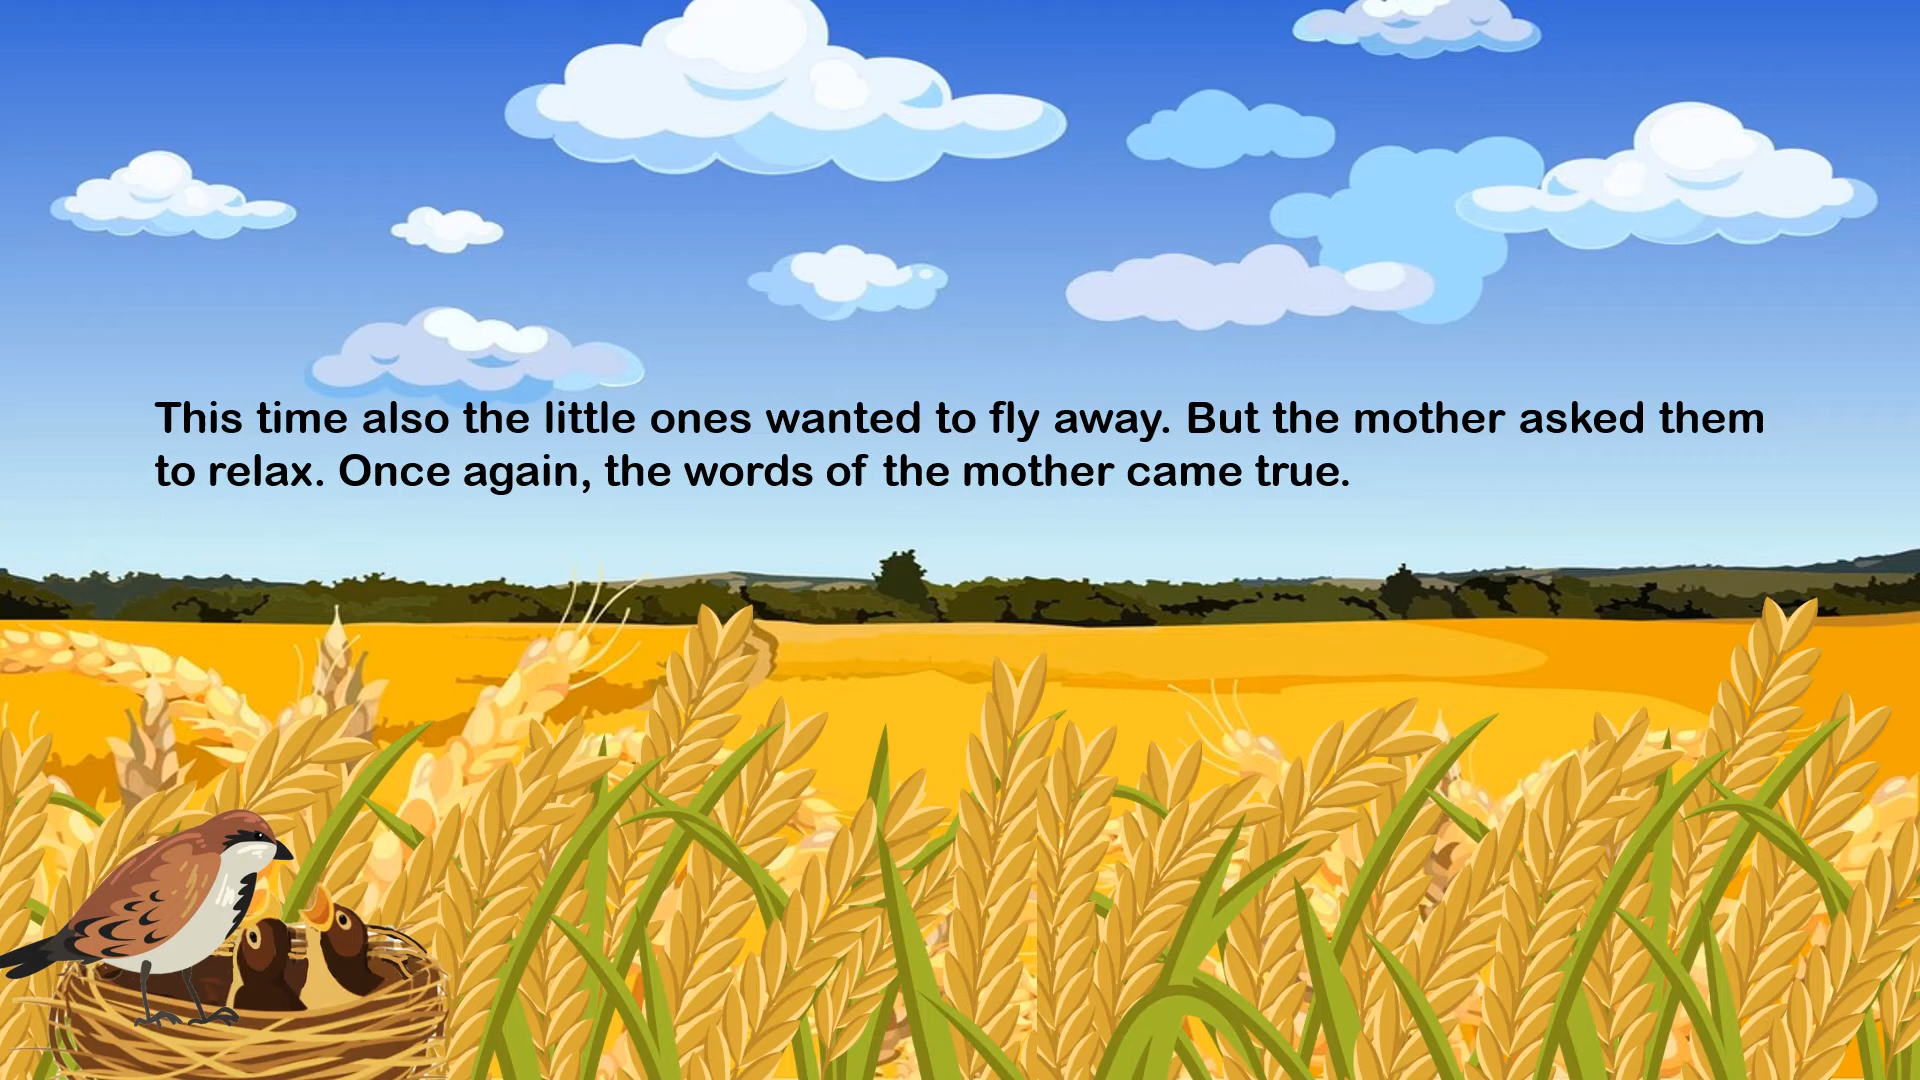 This time also the little ones wanted to fly away. But the mother asked them
to relax. Once again, the words of the mother came true.